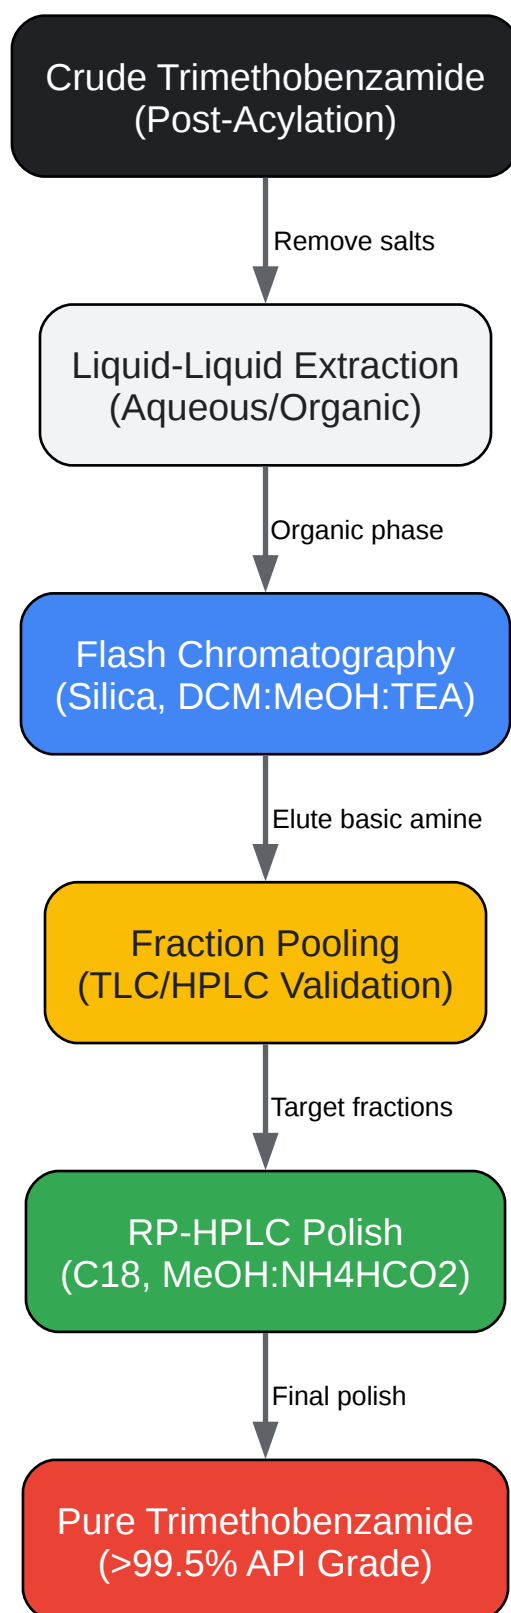 Crude Trimethobenzamide
(Post-Acylation)
Remove salts
Liquid-Liquid Extraction
(Aqueous/Organic)
Organic phase
Flash Chromatography
(Silica, DCM:MeOH:TEA)
Elute basic amine
Fraction Pooling
(TLC/HPLC Validation)
Target fractions
RP-HPLC Polish
(C18, MeOH:NH4HCO2)
Final polish
Pure Trimethobenzamide
(>99.5% API Grade)